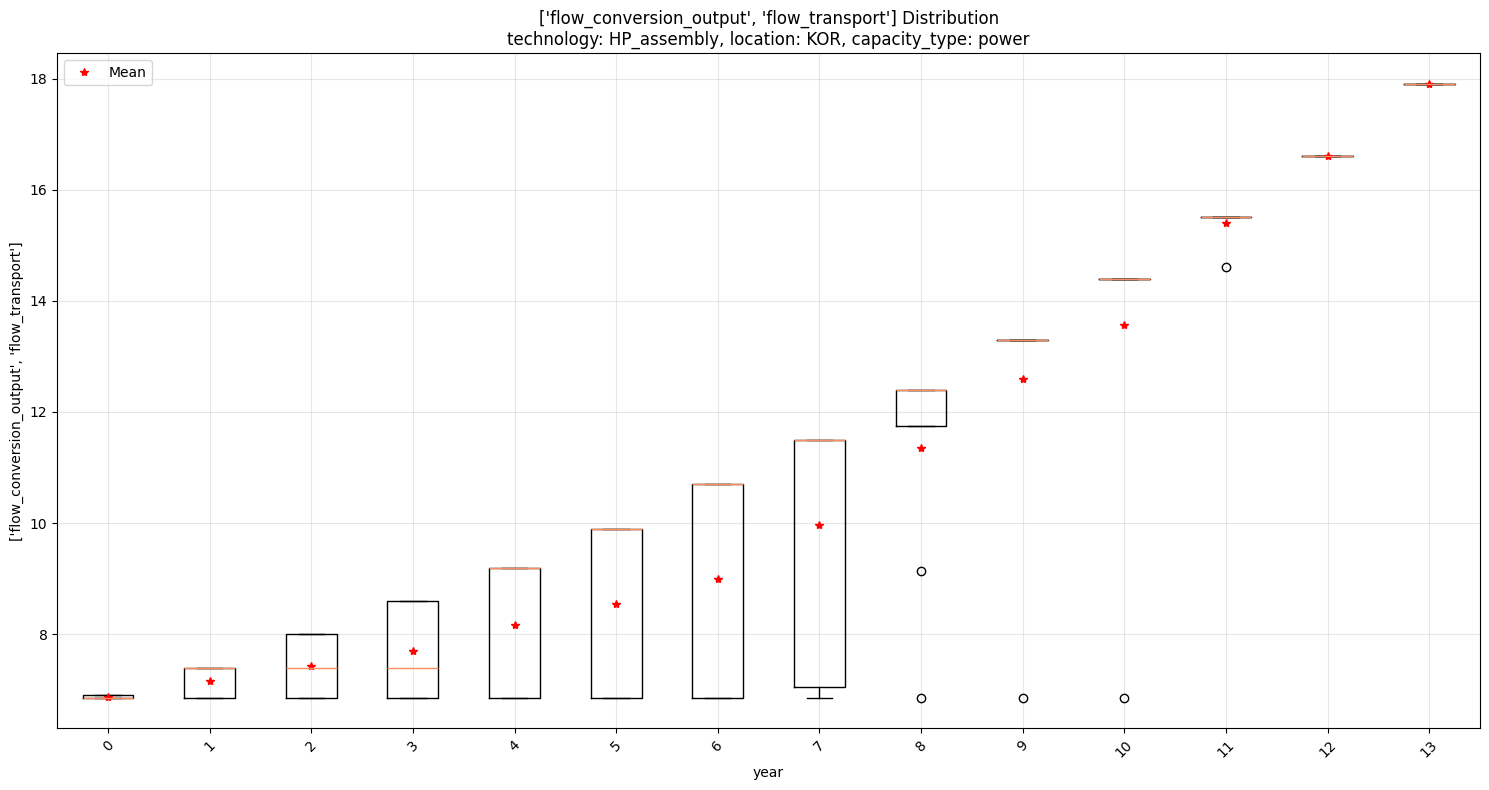 ['flow_conversion_output', 'flow_transport'] Distribution
technology: HP_assembly, location: KOR, capacity_type: power
Mean
['flow_conversion_output', 'flow_transport']
18
16
14
12
10
8
0 1 2 3 4 5 6 7 8 9 10 11 12 13
year